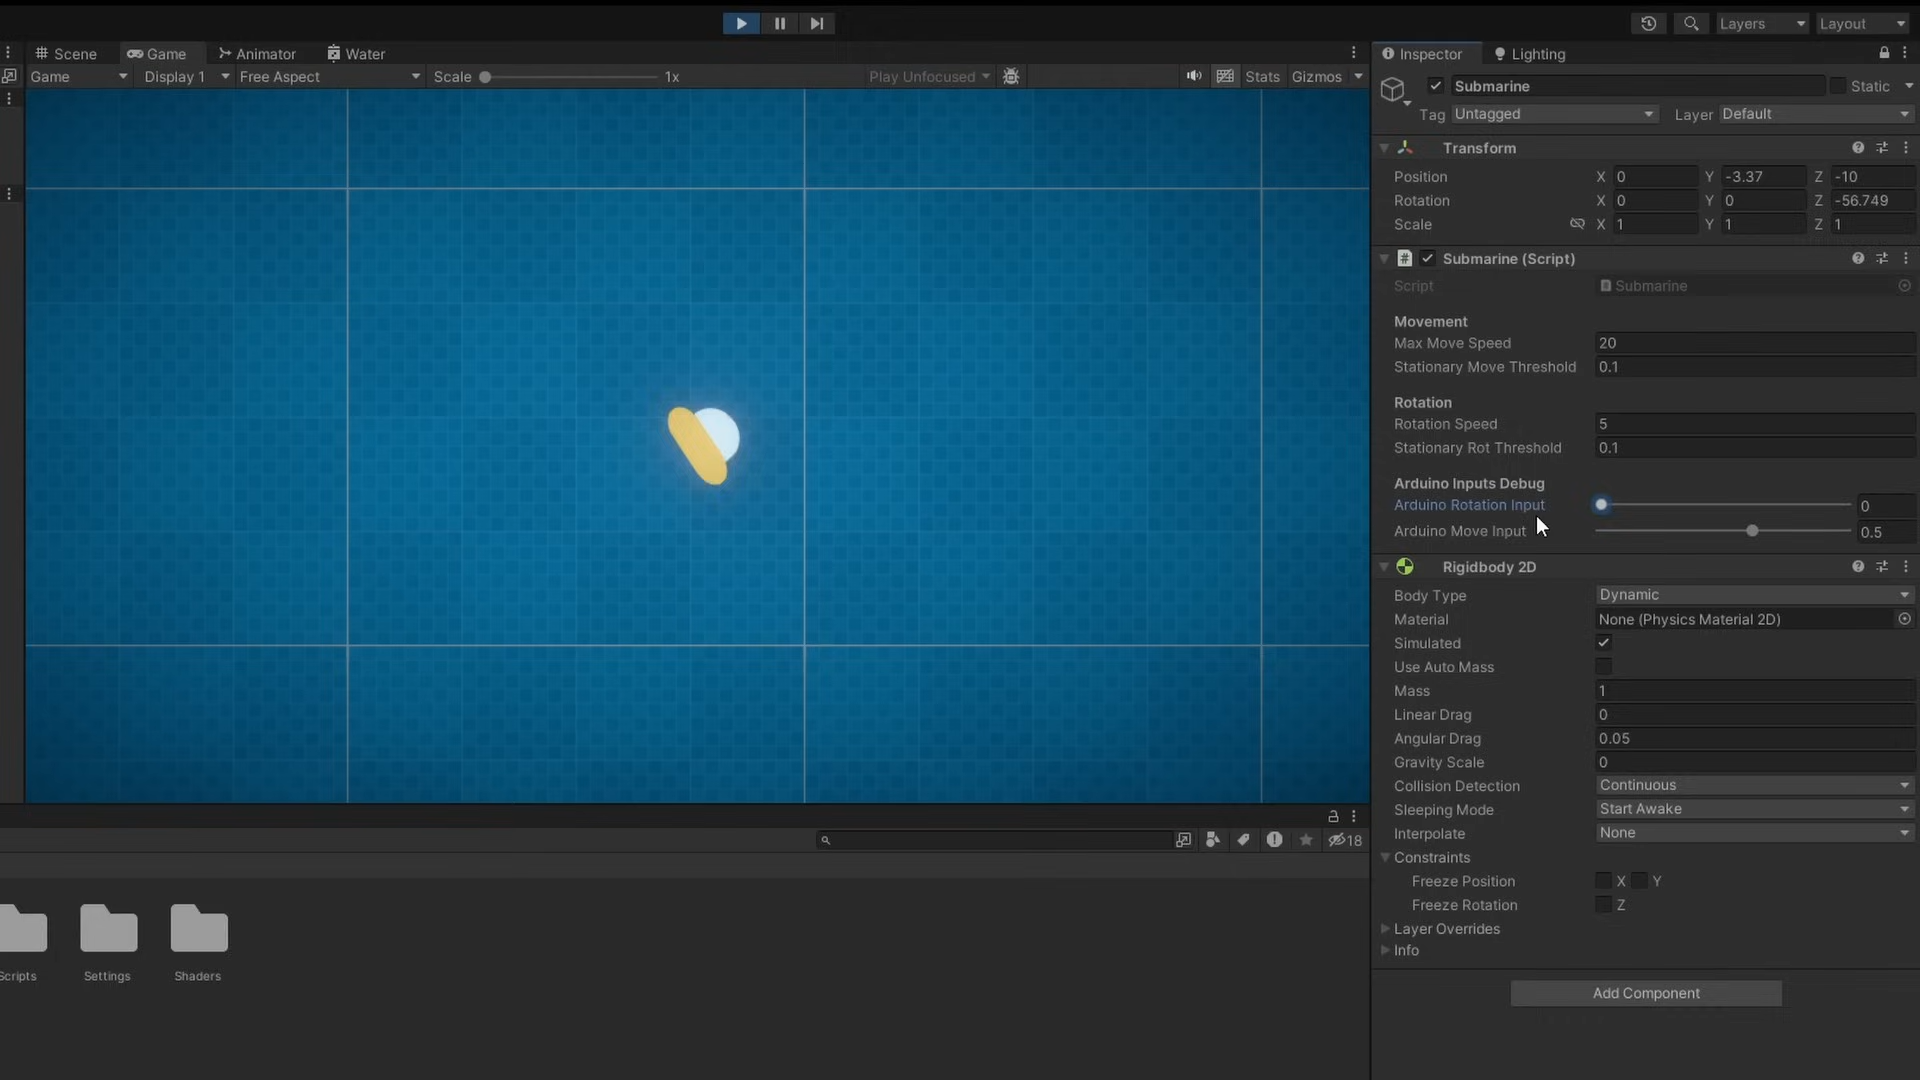 Layers Layout
Scene Game Animator Water
Game Display 1 Free Aspect Scale 1x Play Unfocused Stats Gizmos
Inspector Lighting
Submarine Static
Tag Untagged Layer Default
Transform
Position X 0 Y -3.37 Z -10
Rotation X 0 Y 0 Z -56.749
Scale X 1 Y 1 Z 1
Submarine (Script)
Script Submarine
Movement
Max Move Speed 20
Stationary Move Threshold 0.1
Rotation
Rotation Speed 5
Stationary Rot Threshold 0.1
Arduino Inputs Debug
Arduino Rotation Input 0
Arduino Move Input 0.5
Rigidbody 2D
Body Type Dynamic
Material None (Physics Material 2D)
Simulated
Use Auto Mass
Mass 1
Linear Drag 0
Angular Drag 0.05
Gravity Scale 0
Collision Detection Continuous
Sleeping Mode Start Awake
Interpolate None
Constraints
Freeze Position X Y
Freeze Rotation Z
Layer Overrides
Info
Add Component
18
Scripts Settings Shaders